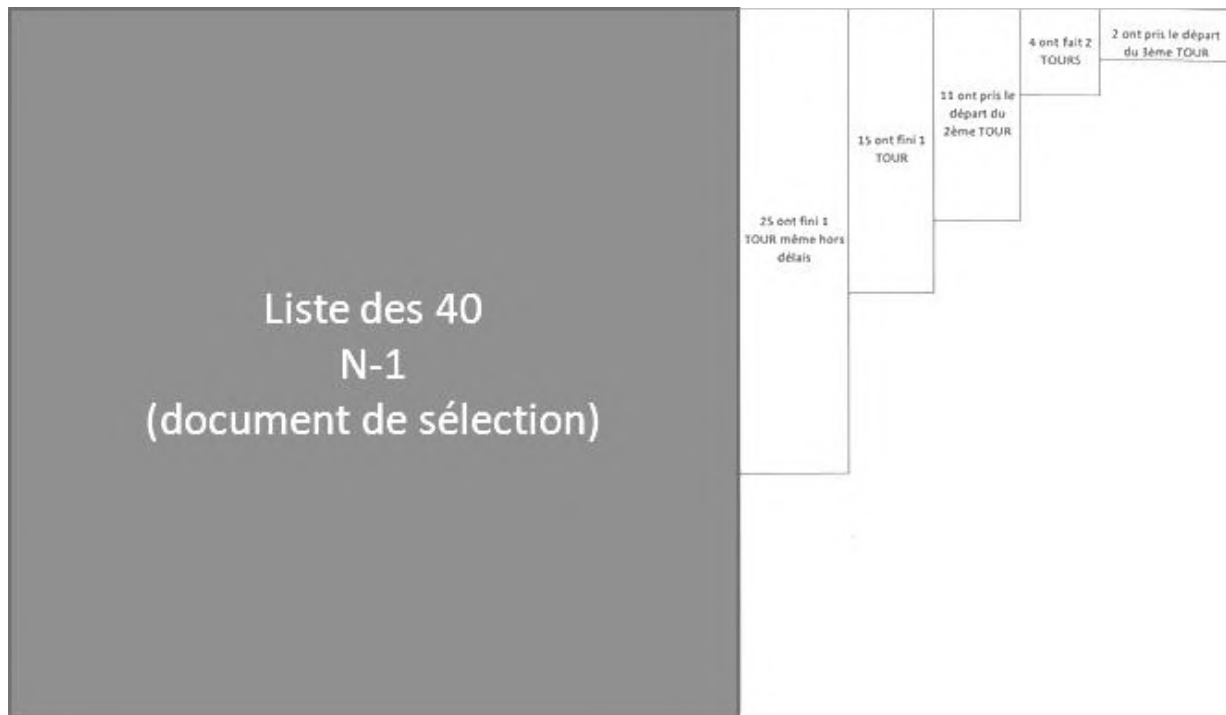 Liste des 40
N-1
(document de sélection)
25 ont fini 1
TOUR même hors
délais
15 ont fini 1
TOUR
11 ont pris le
départ du
2ème TOUR
4 ont fait 2
TOURS
2 ont pris le départ
du 3ème TOUR